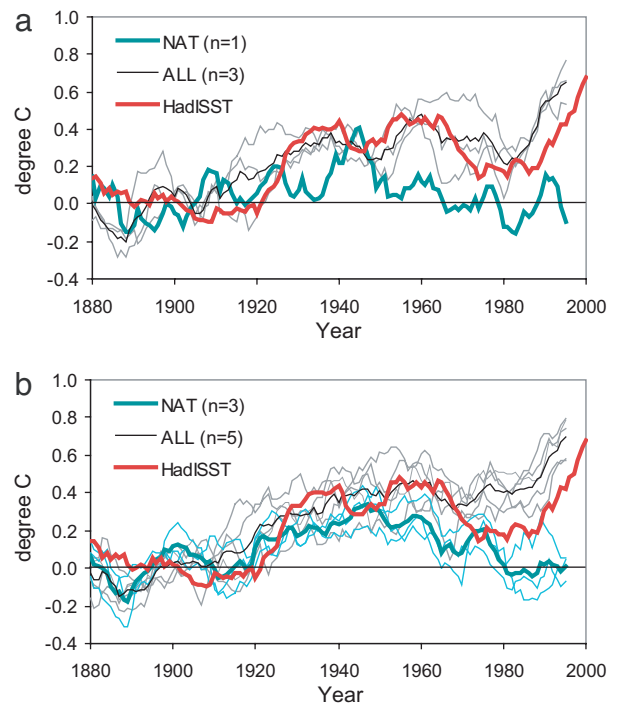 a
1.0
0.8
0.6
0.4
0.2
0.0
-0.2
-0.4
degree C
NAT (n=1)
ALL (n=3)
HadISST
1880 1900 1920 1940 1960 1980 2000
Year
b
1.0
0.8
0.6
0.4
0.2
0.0
-0.2
-0.4
degree C
NAT (n=3)
ALL (n=5)
HadISST
1880 1900 1920 1940 1960 1980 2000
Year